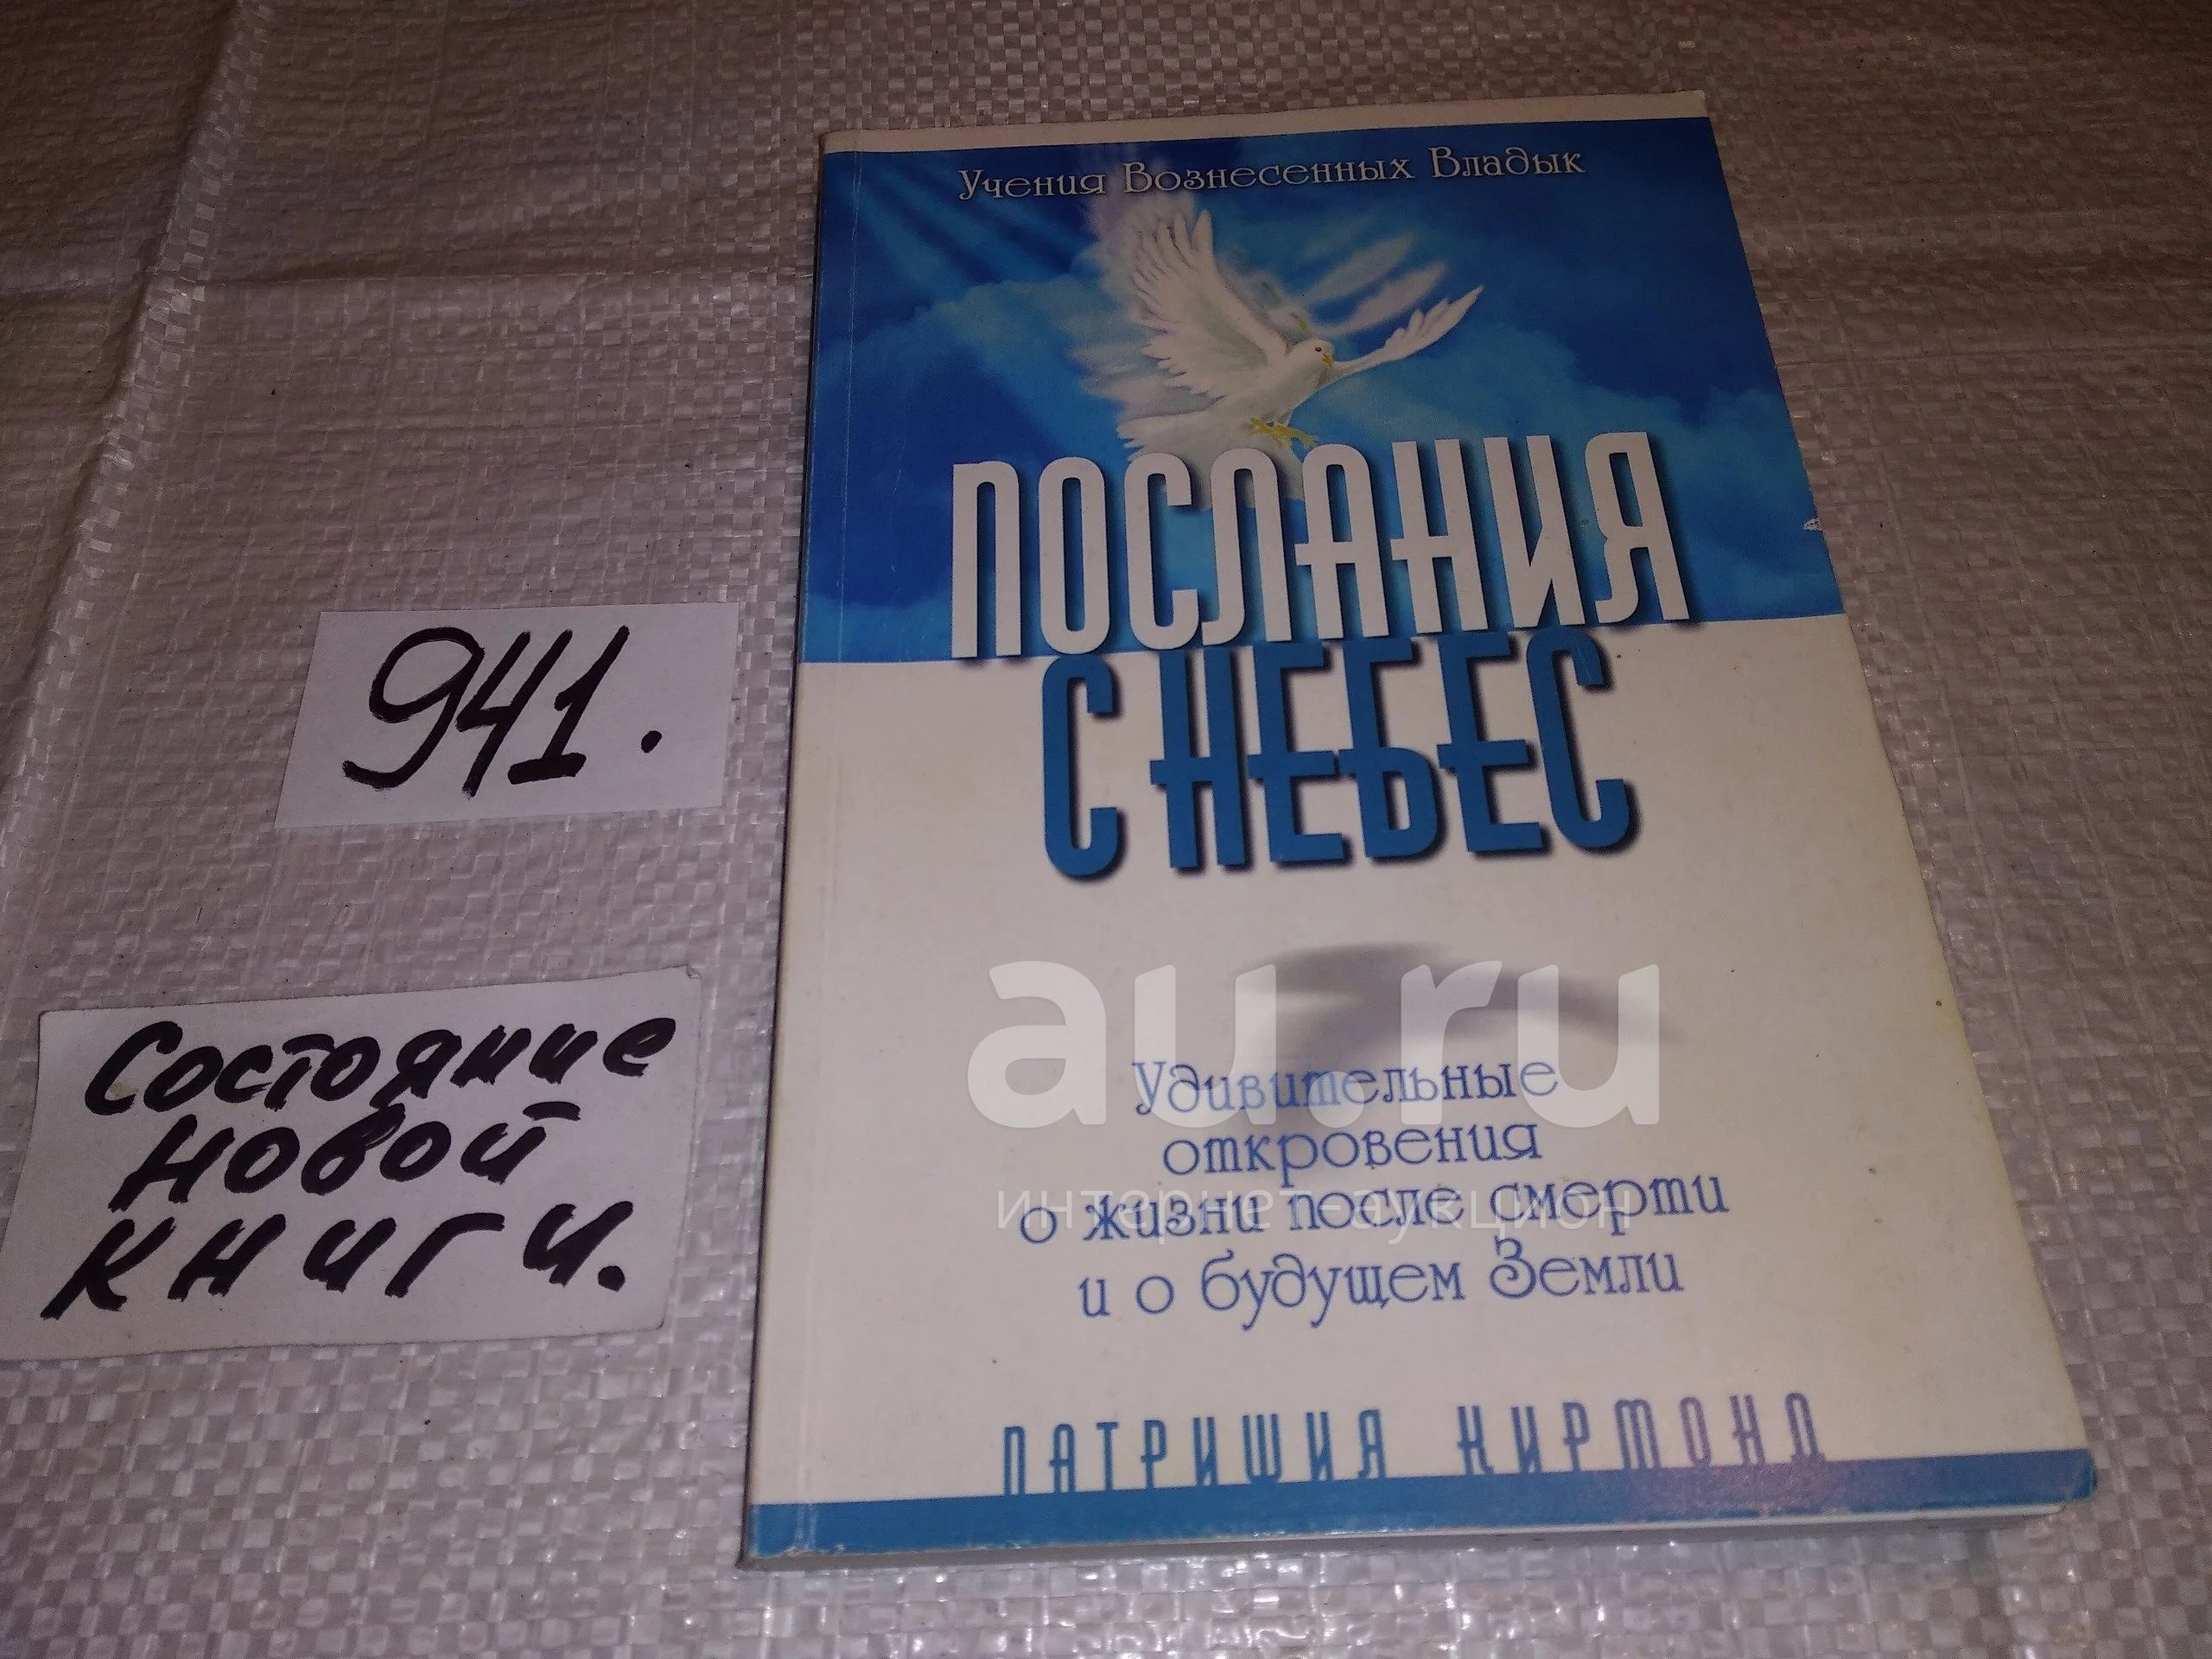 Учения Вознесенных Владык
ПОСЛАНИЯ
С НЕБЕС
941.
Состояние
новой
книги.
au.ru
интернет-аукцион
Удивительные
откровения
о жизни после смерти
и о будущем Земли
ПАТРИШИЯ КИРМОНД